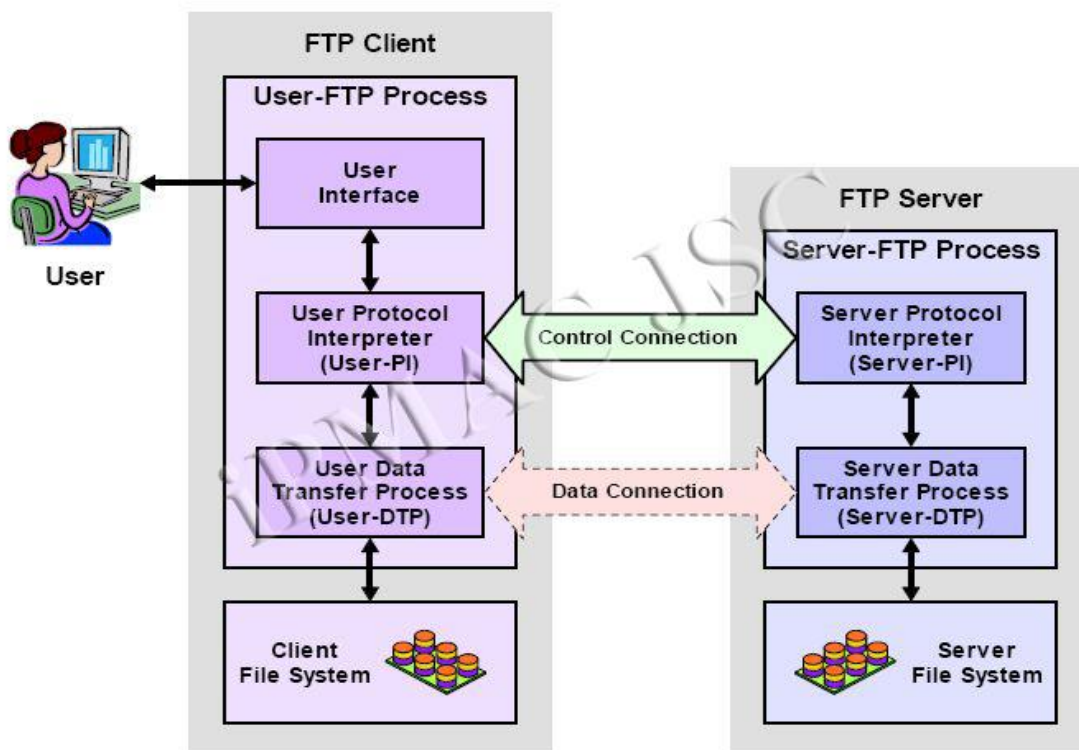 FTP Client
User-FTP Process
User
Interface
User
FTP Server
Server-FTP Process
User Protocol
Interpreter
(User-PI)
Control Connection
Server Protocol
Interpreter
(Server-PI)
User Data
Transfer Process
(User-DTP)
Data Connection
Server Data
Transfer Process
(Server-DTP)
Client
File System
Server
File System
iPMAC JSC